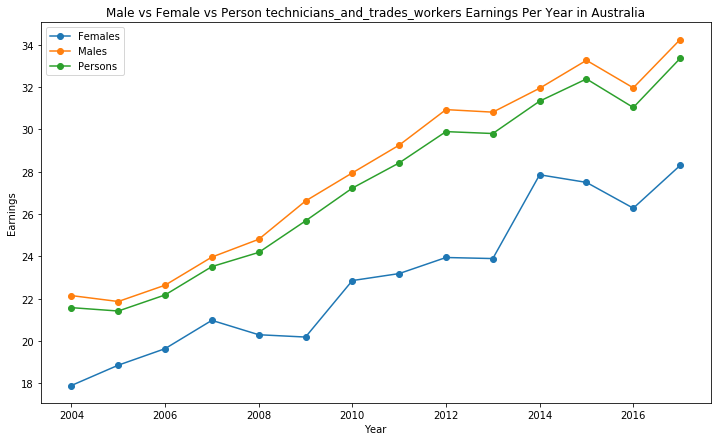 Male vs Female vs Person technicians_and_trades_workers Earnings Per Year in Australia
Females
Males
Persons
34
32
30
28
26
24
22
20
18
Earnings
2004
2006
2008
2010
2012
2014
2016
Year